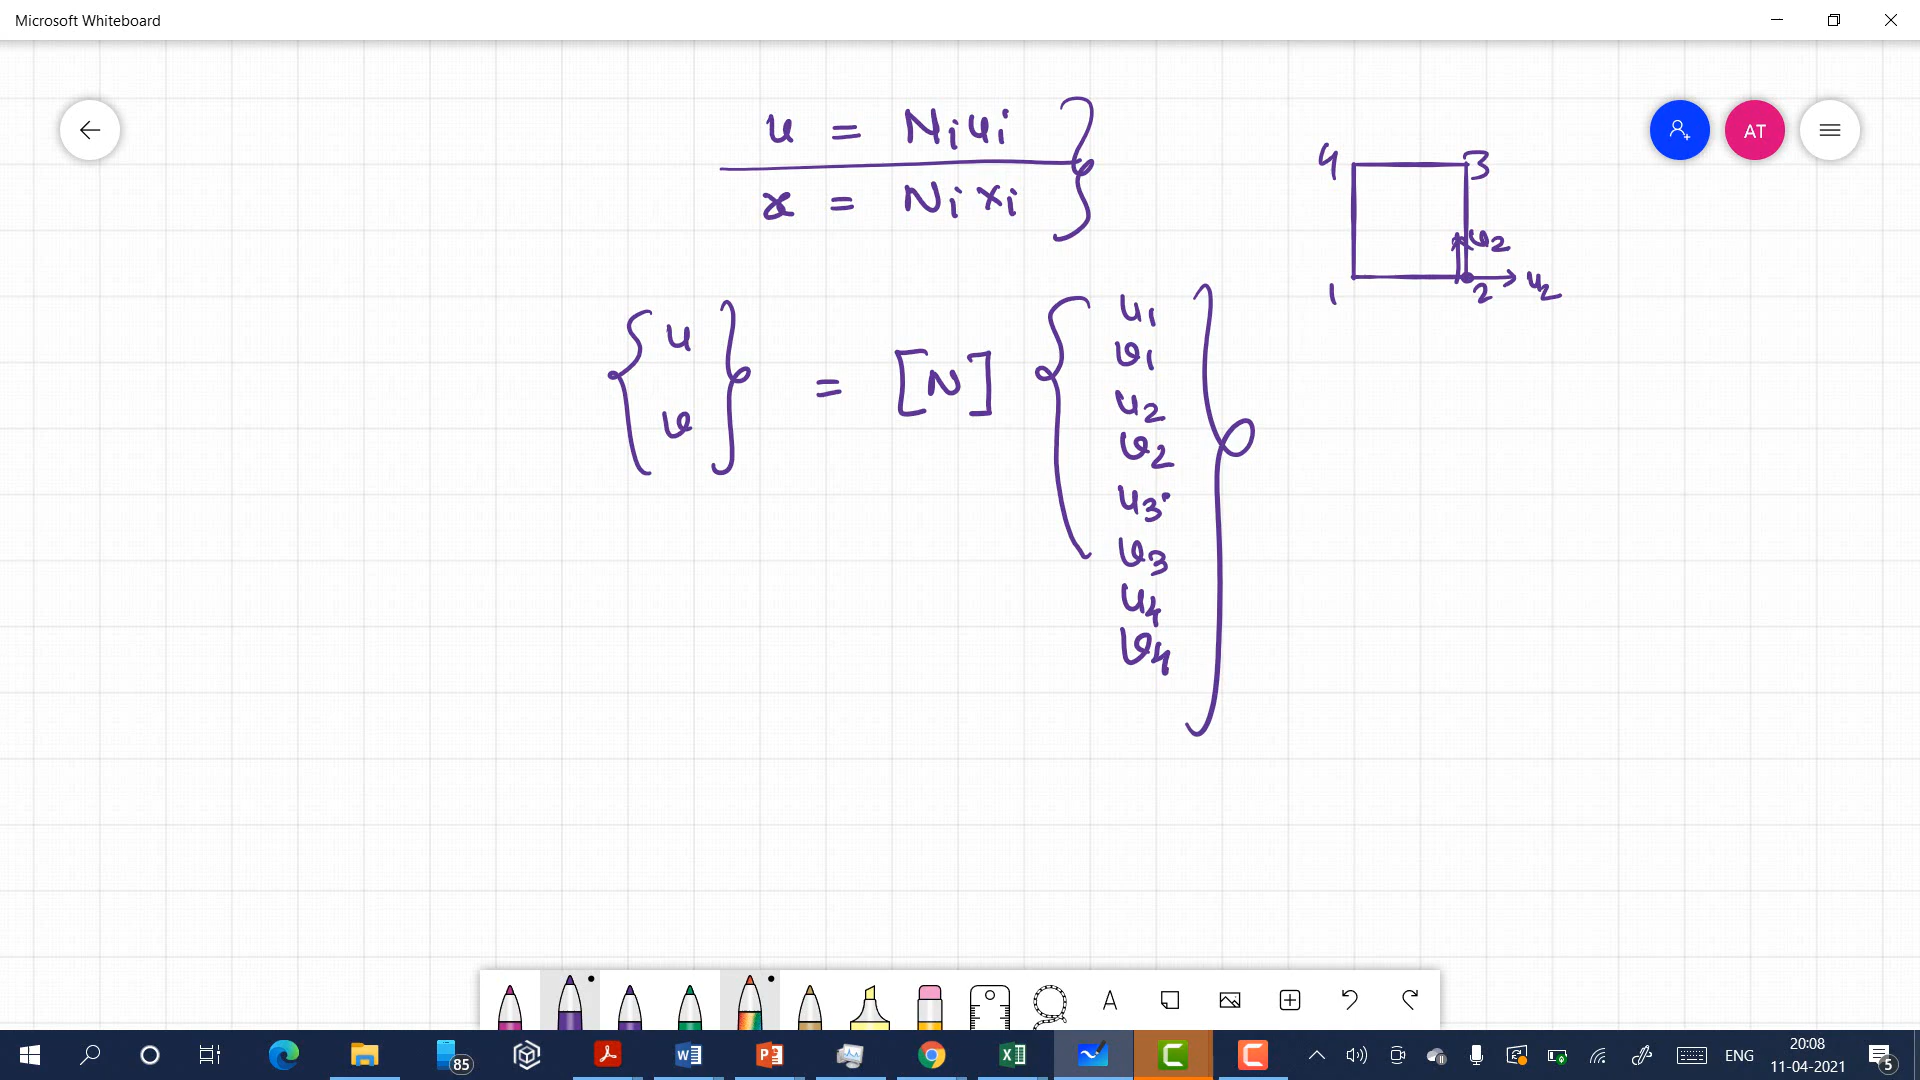 Microsoft Whiteboard
u = Niui
x = Nixi
AT
4 3
v2
1 2 u2
{u v} = [N] {u1
v1
u2
v2
u3
v3
u4
v4}
A
85
ENG
20:08
11-04-2021
5